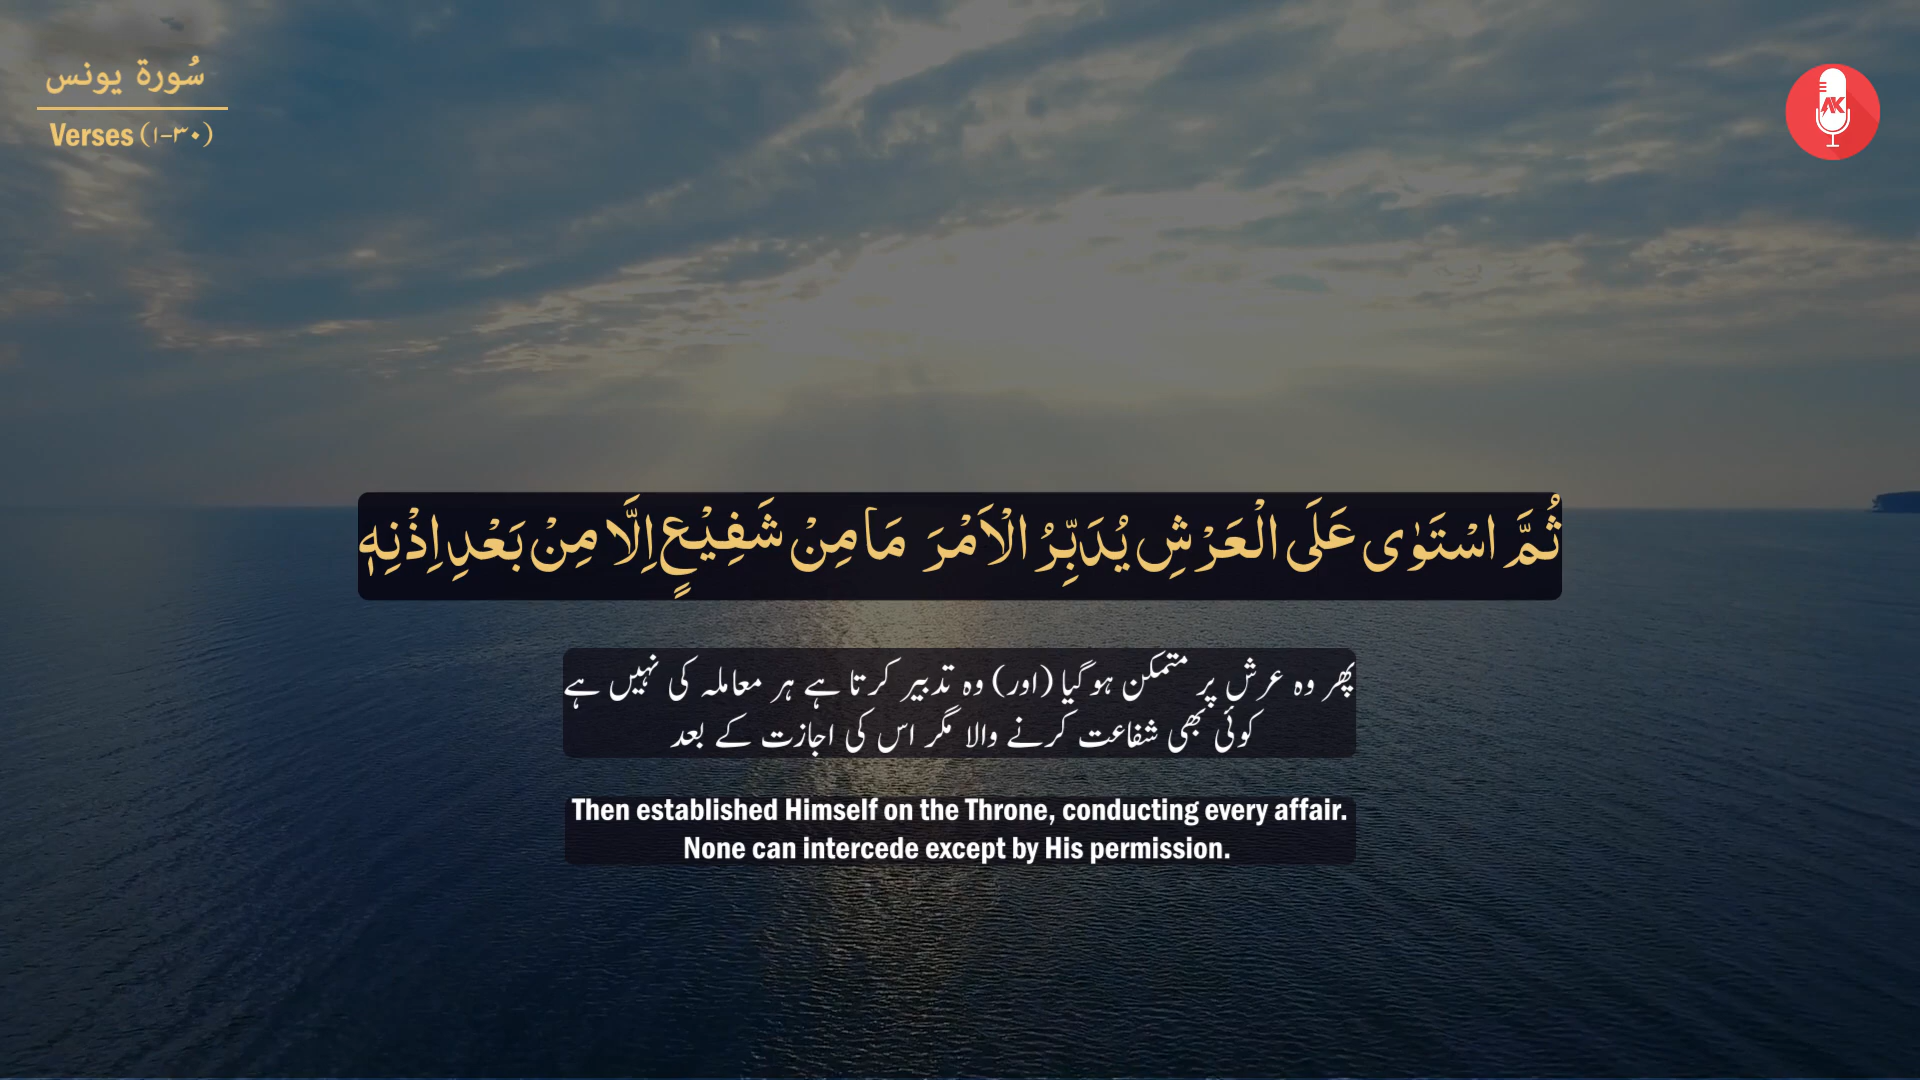 سُورة يونس
Verses (١-٣٠)
AK
ثُمَّ اسْتَوٰى عَلَى الْعَرْشِ يُدَبِّرُ الْاَمْرَ مَا مِنْ شَفِيْعٍ اِلَّا مِنْۢ بَعْدِ اِذْنِهٖ
پھر وہ عرش پر متمکن ہوگیا (اور) وہ تدبیر کرتا ہے ہر معاملہ کی نہیں ہے
کوئی بھی شفاعت کرنے والا مگر اس کی اجازت کے بعد
Then established Himself on the Throne, conducting every affair.
None can intercede except by His permission.